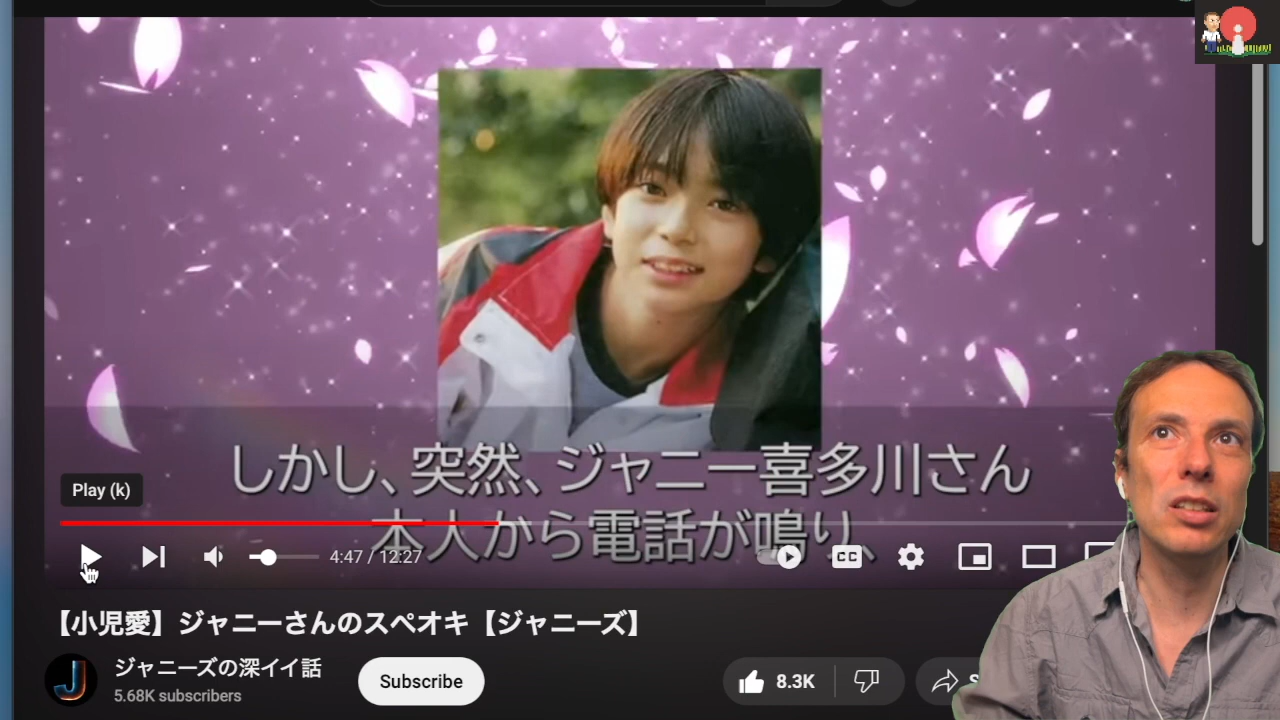 しかし、突然、ジャニー喜多川さん
本人から電話が鳴り、
Play (k)
4:47 / 12:27
CC
【小児愛】ジャニーさんのスペオキ【ジャニーズ】
J
ジャニーズの深イイ話
5.68K subscribers
Subscribe
8.3K
S